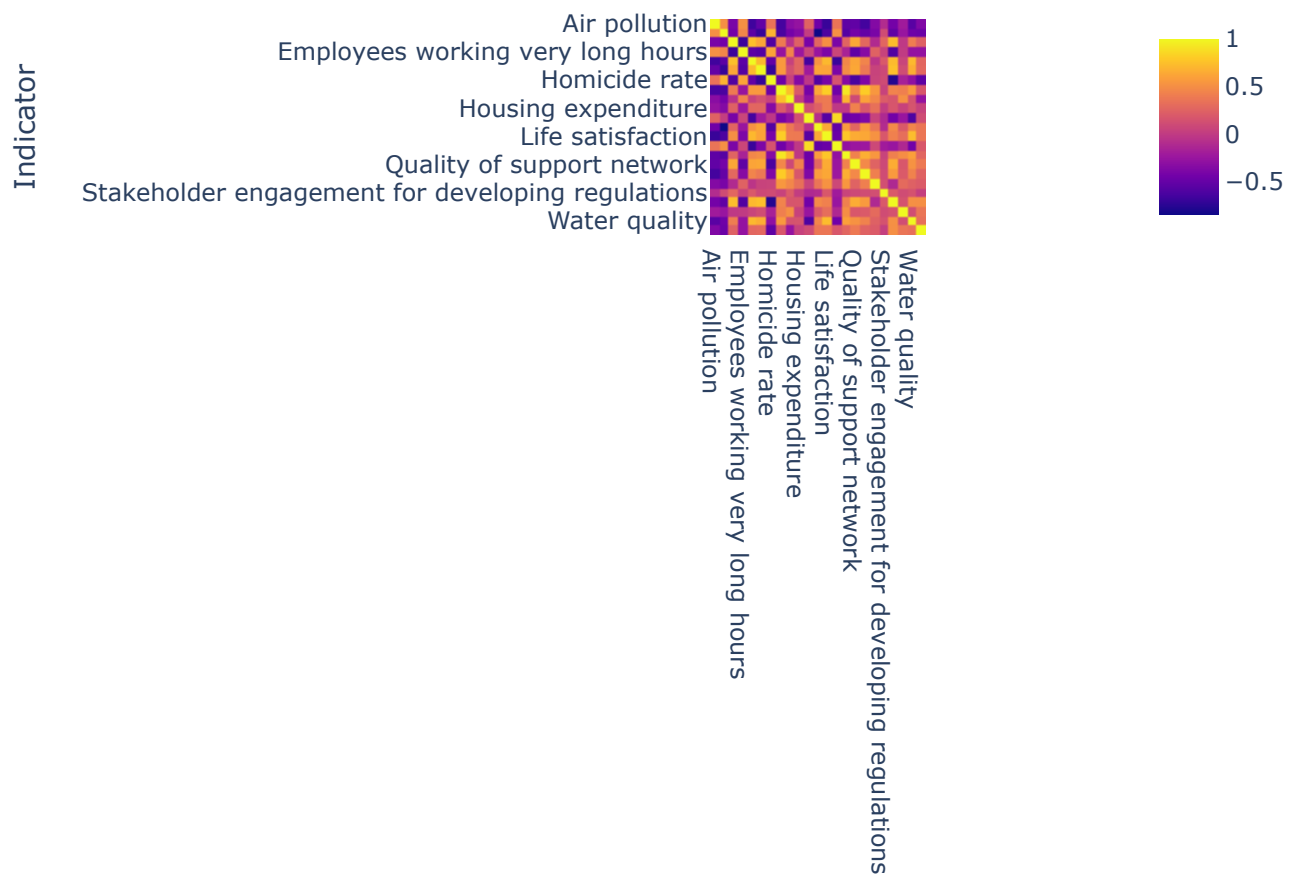 Indicator
Air pollution
Employees working very long hours
Homicide rate
Housing expenditure
Life satisfaction
Quality of support network
Stakeholder engagement for developing regulations
Water quality
Air pollution
Employees working very long hours
Homicide rate
Housing expenditure
Life satisfaction
Quality of support network
Stakeholder engagement for developing regulations
Water quality
1
0.5
0
−0.5